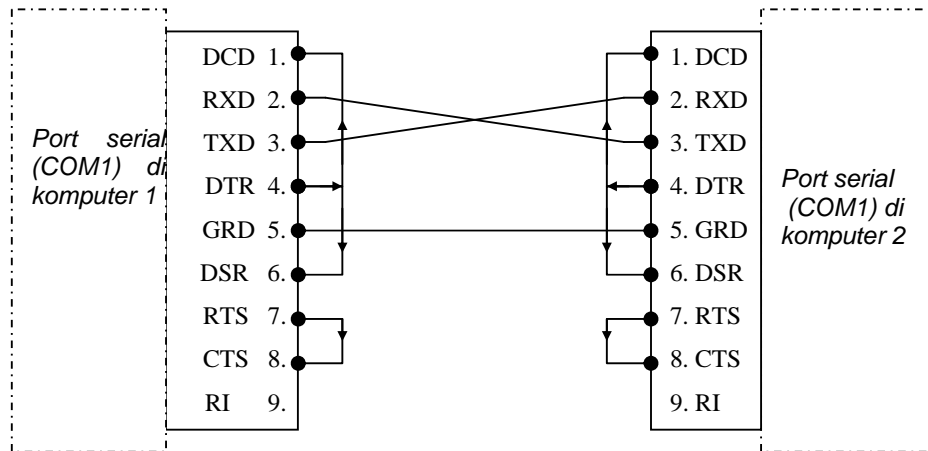 DCD 1.
RXD 2.
TXD 3.
DTR 4.
GRD 5.
DSR 6.
RTS 7.
CTS 8.
RI 9.
Port serial
(COM1) di
komputer 1
1. DCD
2. RXD
3. TXD
4. DTR
5. GRD
6. DSR
7. RTS
8. CTS
9. RI
Port serial
(COM1) di
komputer 2